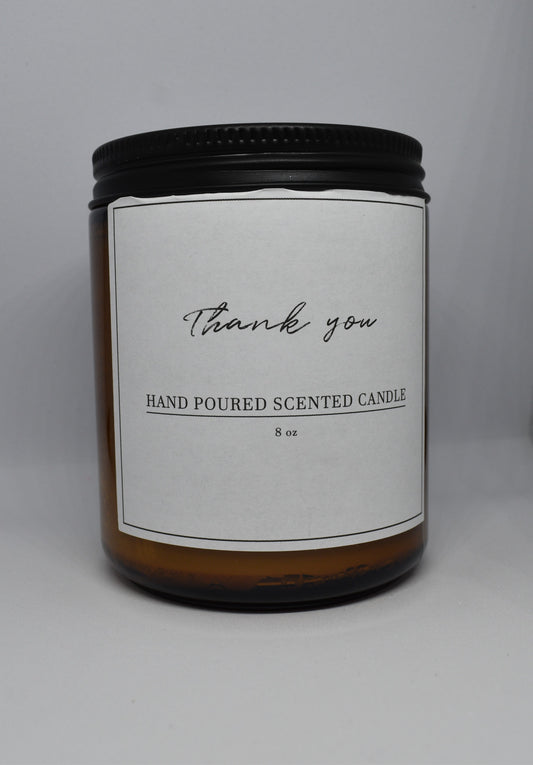 Thank you
HAND POURED SCENTED CANDLE
8 oz